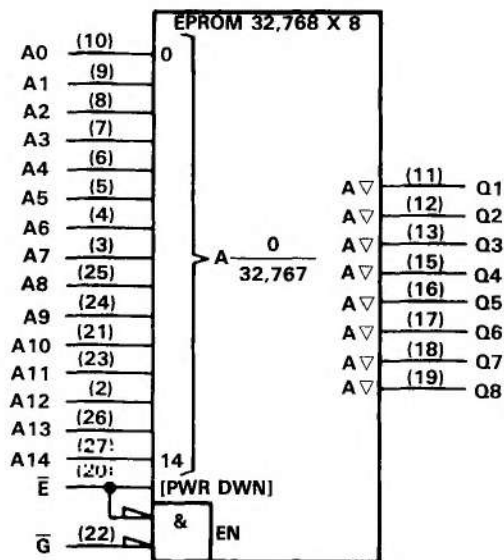 EPROM 32,768 X 8
A0 (10) 0
A1 (9)
A2 (8)
A3 (7)
A4 (6)
A5 (5)
A6 (4)
A7 (3)
A8 (25)
A9 (24)
A10 (21)
A11 (23)
A12 (2)
A13 (26)
A14 (27) 14
A 0
32,767
A▽ (11) Q1
A▽ (12) Q2
A▽ (13) Q3
A▽ (15) Q4
A▽ (16) Q5
A▽ (17) Q6
A▽ (18) Q7
A▽ (19) Q8
E̅ (20) [PWR DWN]
& EN
G̅ (22)